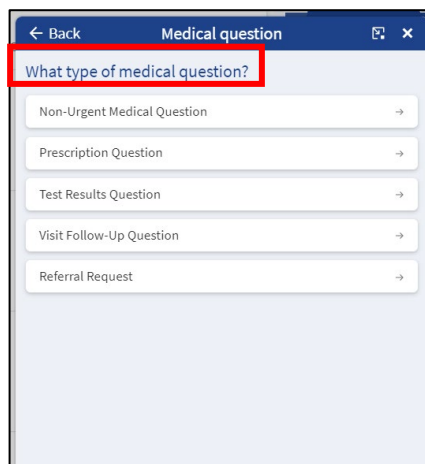 ← Back Medical question ×
What type of medical question?
Non-Urgent Medical Question →
Prescription Question →
Test Results Question →
Visit Follow-Up Question →
Referral Request →